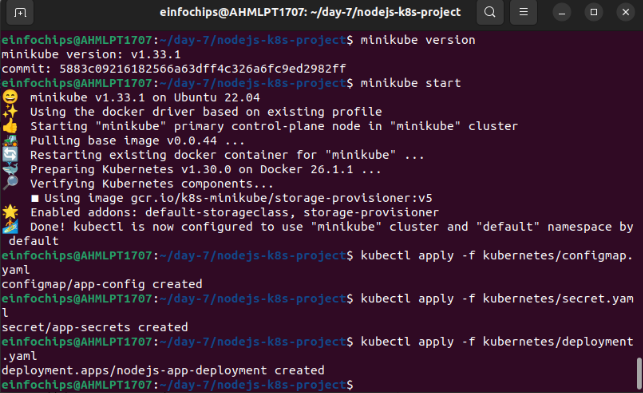 einfochips@AHMLPT1707: ~/day-7/nodejs-k8s-project
einfochips@AHMLPT1707:~/day-7/nodejs-k8s-project$ minikube version
minikube version: v1.33.1
commit: 5883c09216182566a63dff4c326a6fc9ed2982ff
einfochips@AHMLPT1707:~/day-7/nodejs-k8s-project$ minikube start
😄 minikube v1.33.1 on Ubuntu 22.04
✨ Using the docker driver based on existing profile
👍 Starting "minikube" primary control-plane node in "minikube" cluster
🚜 Pulling base image v0.0.44 ...
🔄 Restarting existing docker container for "minikube" ...
🐳 Preparing Kubernetes v1.30.0 on Docker 26.1.1 ...
🔎 Verifying Kubernetes components...
▪ Using image gcr.io/k8s-minikube/storage-provisioner:v5
🌟 Enabled addons: default-storageclass, storage-provisioner
🏄 Done! kubectl is now configured to use "minikube" cluster and "default" namespace by
default
einfochips@AHMLPT1707:~/day-7/nodejs-k8s-project$ kubectl apply -f kubernetes/configmap.
yaml
configmap/app-config created
einfochips@AHMLPT1707:~/day-7/nodejs-k8s-project$ kubectl apply -f kubernetes/secret.yam
l
secret/app-secrets created
einfochips@AHMLPT1707:~/day-7/nodejs-k8s-project$ kubectl apply -f kubernetes/deployment
.yaml
deployment.apps/nodejs-app-deployment created
einfochips@AHMLPT1707:~/day-7/nodejs-k8s-project$